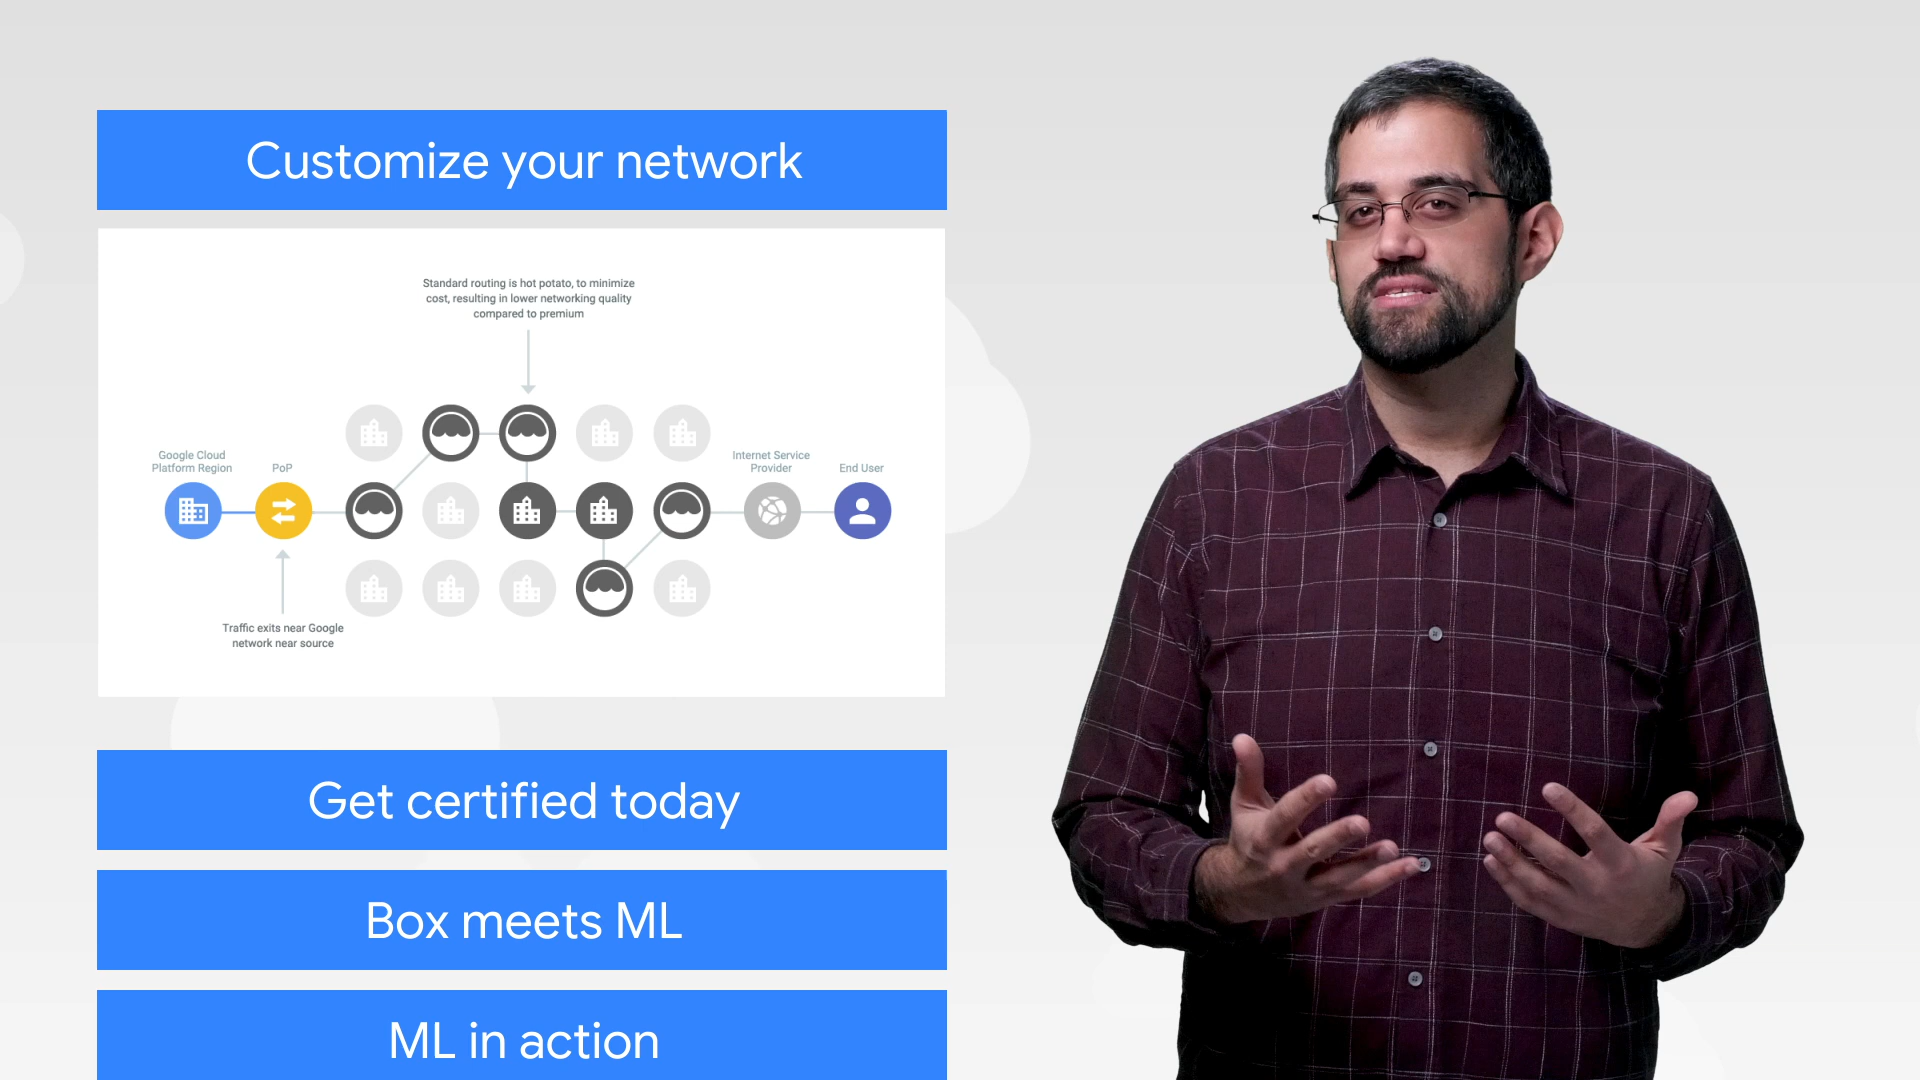 Customize your network
Standard routing is hot potato, to minimize
cost, resulting in lower networking quality
compared to premium
Google Cloud
Platform Region
PoP
Internet Service
Provider
End User
Traffic exits near Google
network near source
Get certified today
Box meets ML
ML in action